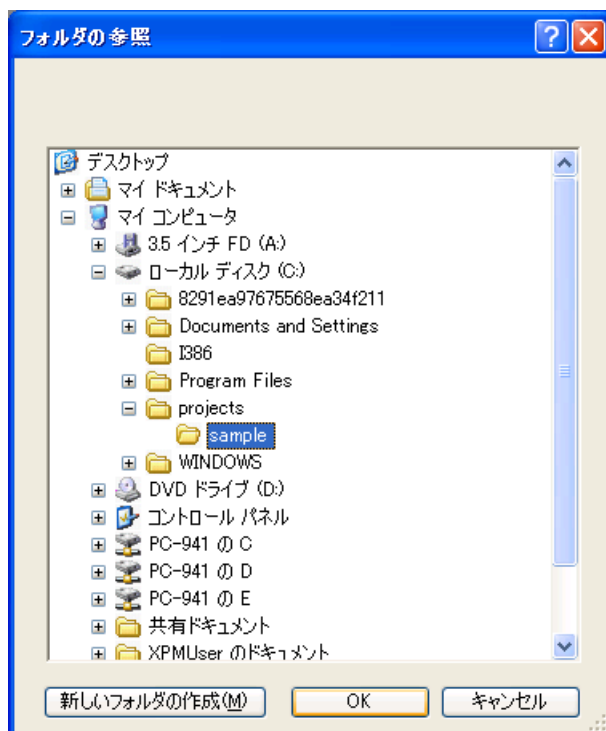 フォルダの参照
デスクトップ
マイ ドキュメント
マイ コンピュータ
3.5 インチ FD (A:)
ローカル ディスク (C:)
8291ea97675568ea34f211
Documents and Settings
I386
Program Files
projects
sample
WINDOWS
DVD ドライブ (D:)
コントロール パネル
PC-941 の C
PC-941 の D
PC-941 の E
共有ドキュメント
XPMUser のドキュメント
新しいフォルダの作成(M) OK キャンセル